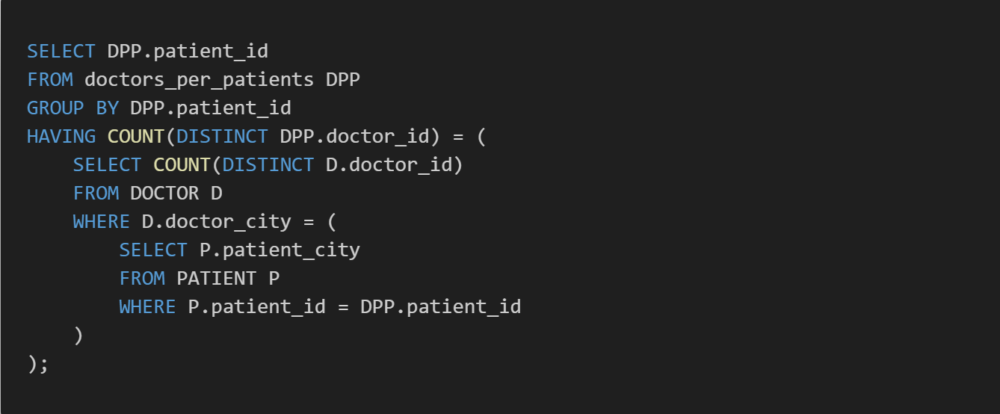 SELECT DPP.patient_id
FROM doctors_per_patients DPP
GROUP BY DPP.patient_id
HAVING COUNT(DISTINCT DPP.doctor_id) = (
    SELECT COUNT(DISTINCT D.doctor_id)
    FROM DOCTOR D
    WHERE D.doctor_city = (
        SELECT P.patient_city
        FROM PATIENT P
        WHERE P.patient_id = DPP.patient_id
    )
);